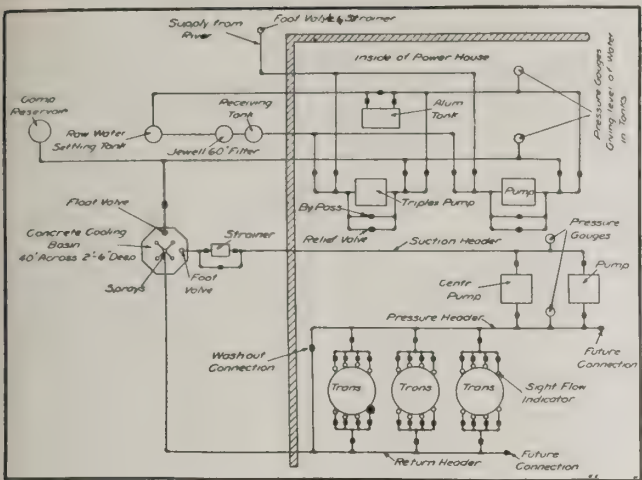 Supply from
River
Foot Valve & Strainer
Inside of Power House
Camp
Reservoir
Raw Water
Settling Tank
Receiving
Tank
Jewell 60" Filter
Alum
Tank
Pressure Gauges
Giving Level of Water
in Tanks
Triplex Pump
Pump
By Pass
Relief Valve
Float Valve
Concrete Cooling
Basin
40' Across 2'-6" Deep
Sprays
Strainer
Foot
Valve
Suction Header
Pressure
Gauges
Centr
Pump
Pump
Pressure Header
Washout
Connection
Future
Connection
Trans
Trans
Trans
Sight Flow
Indicator
Return Header
Future
Connection